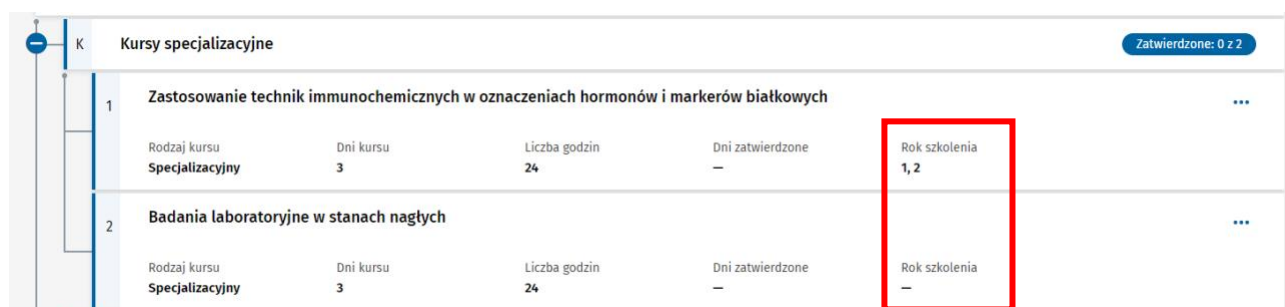 K Kursy specjalizacyjne Zatwierdzone: 0 z 2
1 Zastosowanie technik immunochemicznych w oznaczeniach hormonów i markerów białkowych ...
Rodzaj kursu Dni kursu Liczba godzin Dni zatwierdzone Rok szkolenia
Specjalizacyjny 3 24 — 1, 2
2 Badania laboratoryjne w stanach nagłych ...
Rodzaj kursu Dni kursu Liczba godzin Dni zatwierdzone Rok szkolenia
Specjalizacyjny 3 24 — —